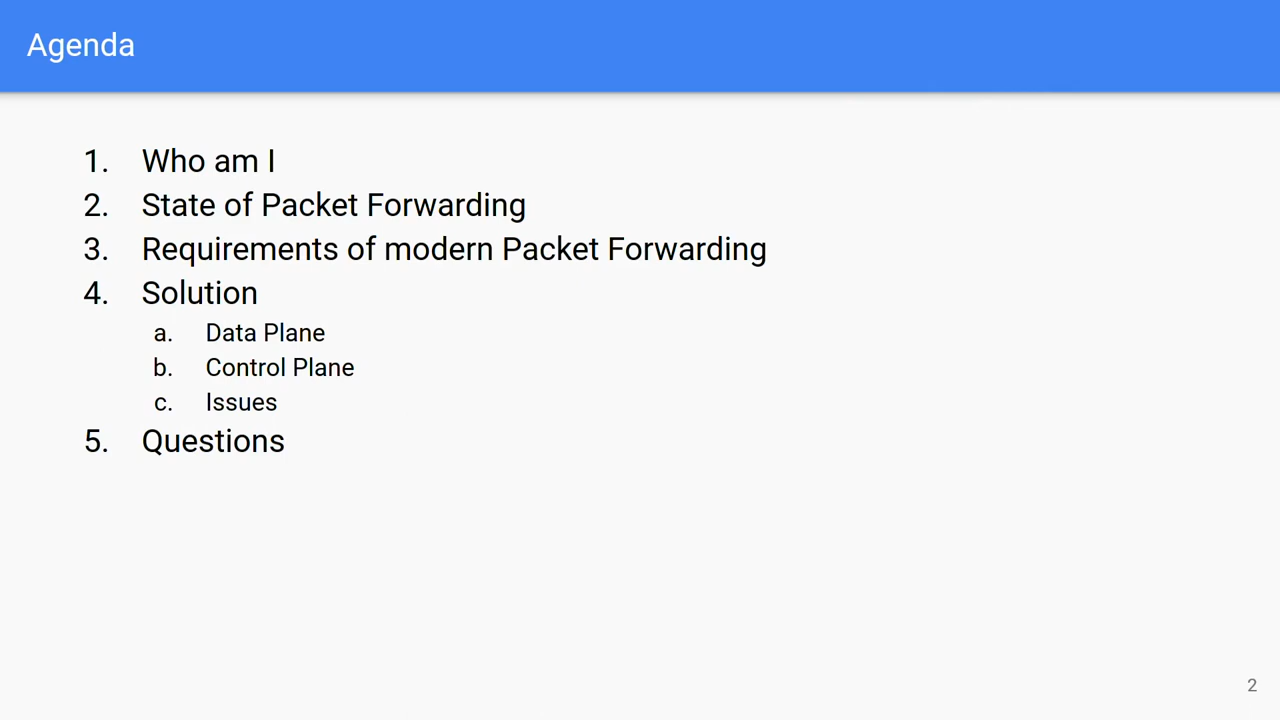 Agenda
1. Who am I
2. State of Packet Forwarding
3. Requirements of modern Packet Forwarding
4. Solution
a. Data Plane
b. Control Plane
c. Issues
5. Questions
2